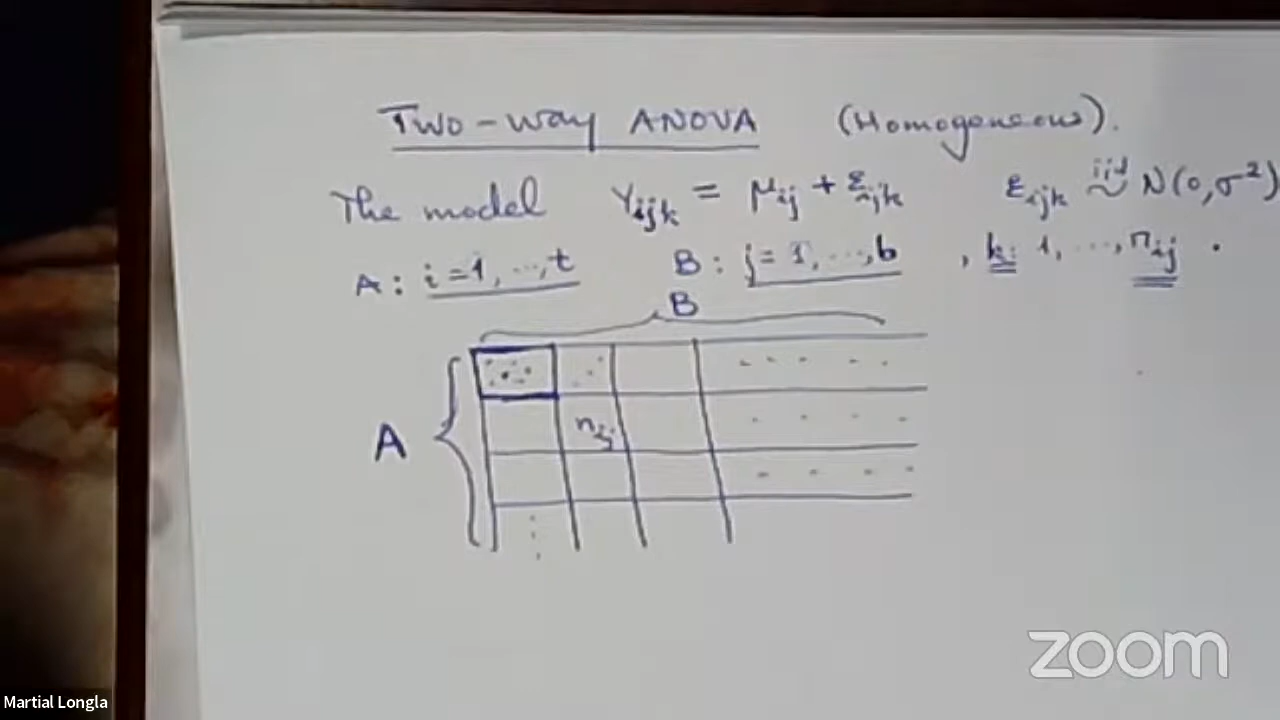 Two-way ANOVA (Homogeneous).
The model Yijk = μij + εijk εijk iid ~ N(0, σ²)
A: i = 1, ..., t B: j = 1, ..., b , k: 1, ..., nij .
B
A
nij
zoom
Martial Longla